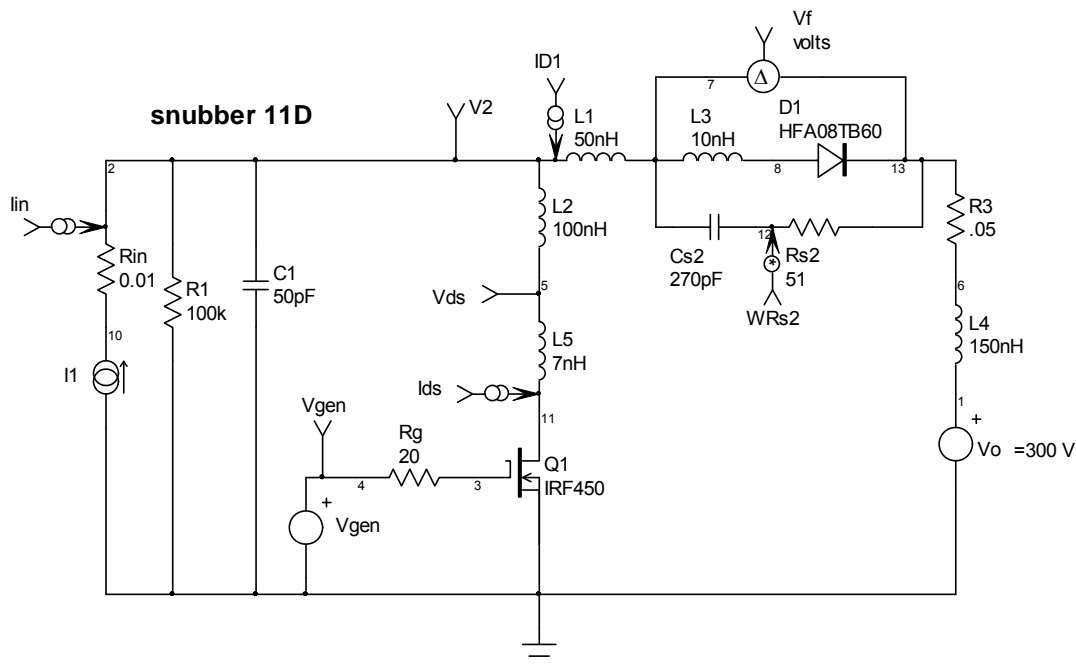 Vf
volts
ID1
7
Δ
D1
HFA08TB60
snubber 11D
V2
L1
50nH
L3
10nH
8
13
2
Iin
L2
100nH
R3
.05
Rin
0.01
R1
100k
C1
50pF
Cs2
270pF
12
Rs2
51
*
WRs2
Vds
5
6
10
L5
7nH
L4
150nH
I1
Ids
1
Vgen
11
+
Vo =300 V
Rg
20
Q1
IRF450
4
3
+
Vgen